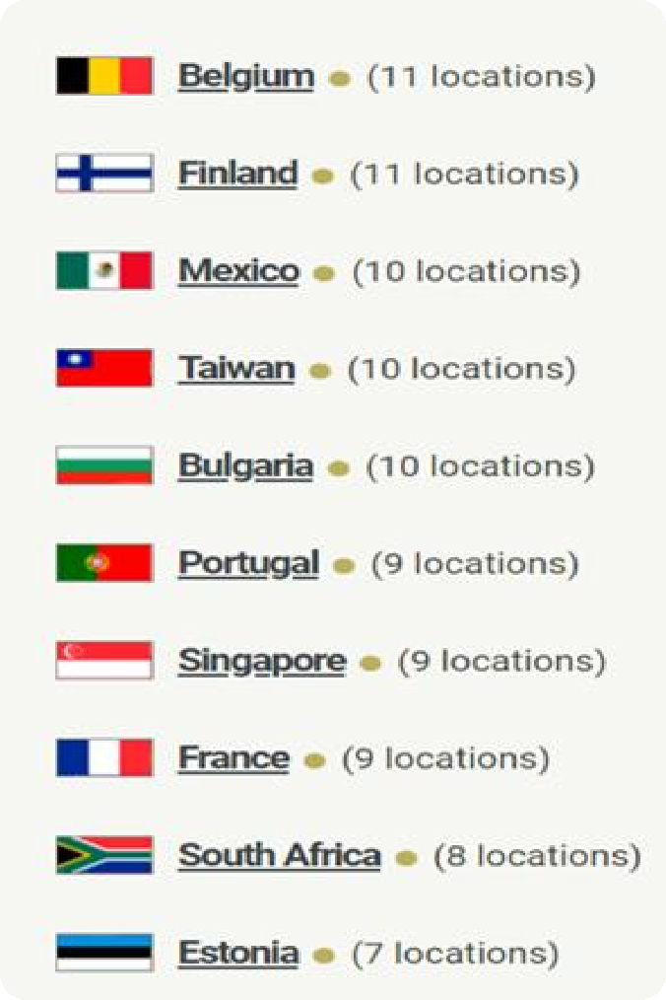 Belgium ● (11 locations)
Finland ● (11 locations)
Mexico ● (10 locations)
Taiwan ● (10 locations)
Bulgaria ● (10 locations)
Portugal ● (9 locations)
Singapore ● (9 locations)
France ● (9 locations)
South Africa ● (8 locations)
Estonia ● (7 locations)